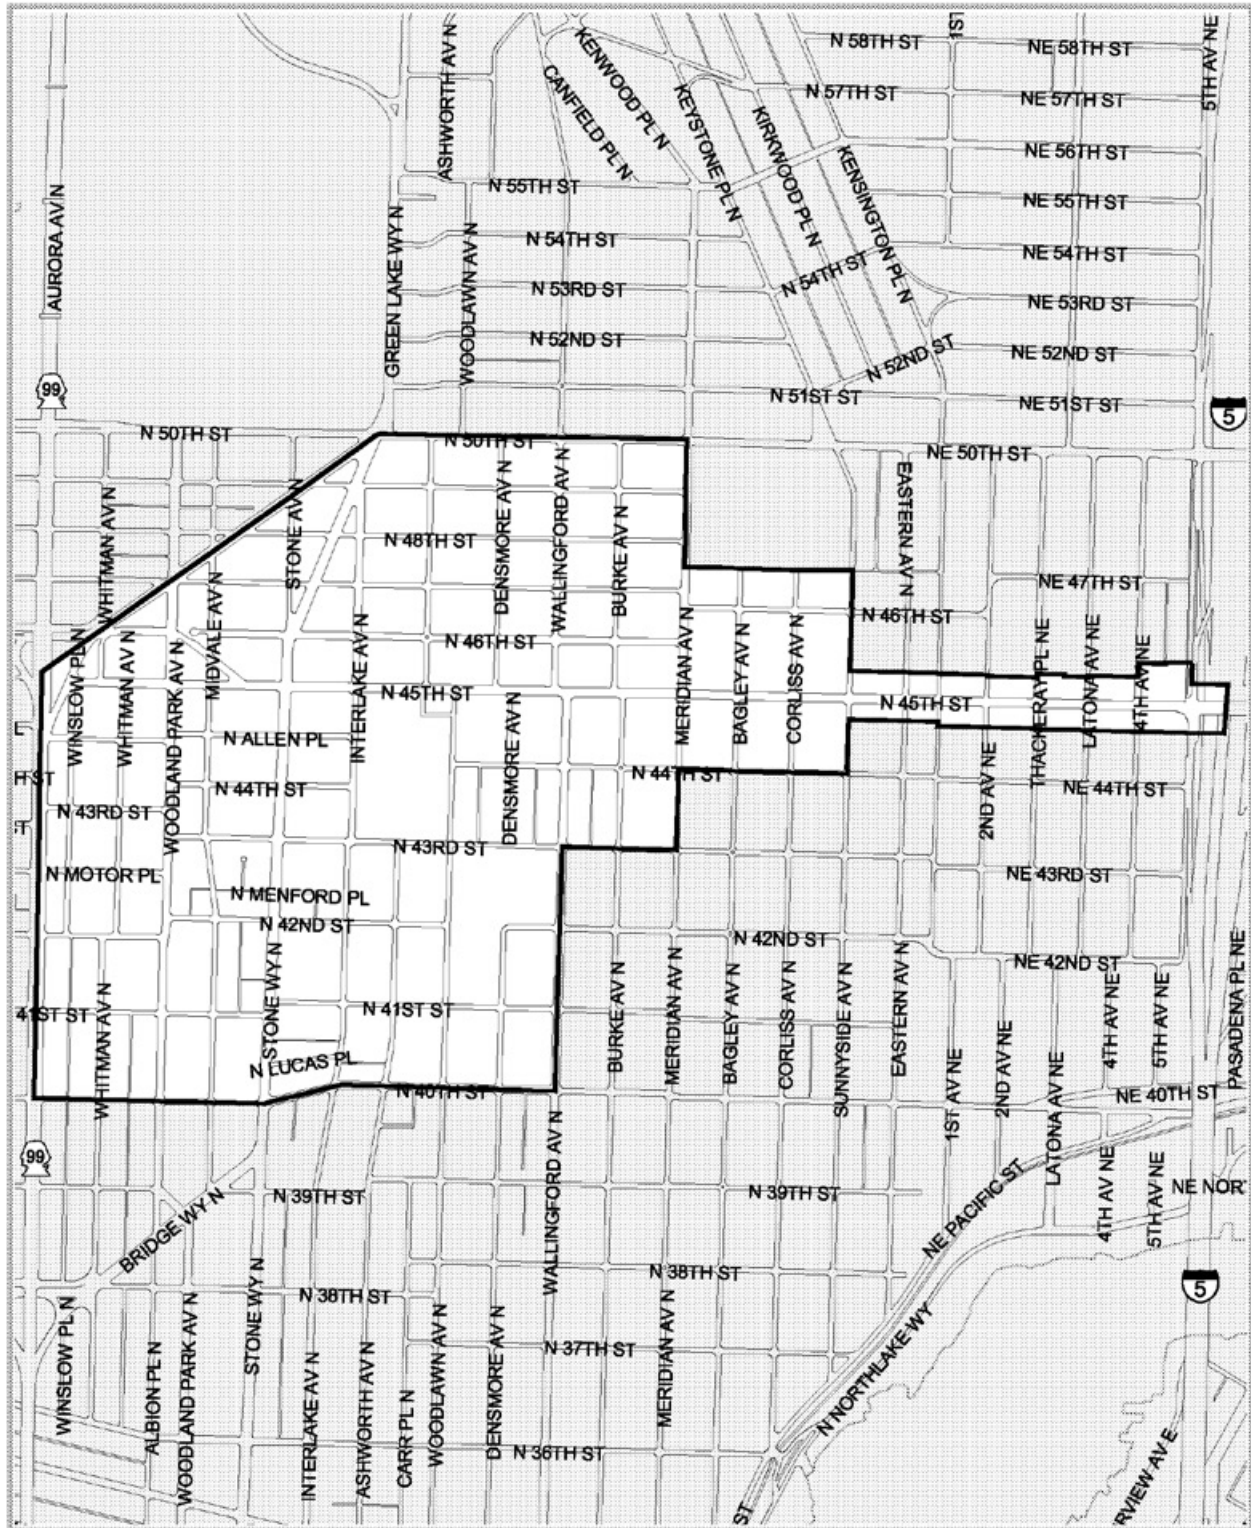 1S
N 58TH ST
NE 58TH ST
5TH AV NE
ASHWORTH AV N
KENWOOD PL N
CANFIELD PL N
KEYSTONE PL N
KIRKWOOD PL N
KENSINGTON PL N
N 57TH ST
NE 57TH ST
NE 56TH ST
N 55TH ST
NE 55TH ST
AURORA AV N
GREEN LAKE WY N
WOODLAWN AV N
N 54TH ST
N 54TH ST
NE 54TH ST
N 53RD ST
NE 53RD ST
N 52ND ST
N 52ND ST
NE 52ND ST
99
N 51ST ST
NE 51ST ST
5
N 50TH ST
N 50TH ST
NE 50TH ST
WHITMAN AV N
STONE AV N
DENSMORE AV N
WALLINGFORD AV N
BURKE AV N
EASTERN AV N
N 48TH ST
NE 47TH ST
MIDVALE AV N
N 46TH ST
N 46TH ST
WINSLOW PL N
WHITMAN AV N
WOODLAND PARK AV N
INTERLAKE AV N
MERIDIAN AV N
BAGLEY AV N
CORLISS AV N
THACKERAY PL NE
LATONA AV NE
4TH AV NE
N 45TH ST
N 45TH ST
DENSMORE AV N
N ALLEN PL
2ND AV NE
H ST
N 44TH ST
N 44TH ST
NE 44TH ST
N 43RD ST
ST
N 43RD ST
N MOTOR PL
NE 43RD ST
N MENFORD PL
N 42ND ST
N 42ND ST
NE 42ND ST
STONE WY N
WHITMAN AV N
BURKE AV N
MERIDIAN AV N
BAGLEY AV N
CORLISS AV N
SUNNYSIDE AV N
EASTERN AV N
1ST AV NE
2ND AV NE
LATONA AV NE
4TH AV NE
5TH AV NE
PASADENA PL NE
41ST ST
N 41ST ST
N LUCAS PL
N 40TH ST
NE 40TH ST
99
WALLINGFORD AV N
N 39TH ST
N 39TH ST
4TH AV NE
5TH AV NE
NE NOR
BRIDGE WY N
NE PACIFIC ST
N 38TH ST
N 38TH ST
5
STONE WY N
N 37TH ST
N NORTHLAKE WY
WINSLOW PL N
ALBION PL N
WOODLAND PARK AV N
INTERLAKE AV N
ASHWORTH AV N
CARR PL N
WOODLAWN AV N
DENSMORE AV N
MERIDIAN AV N
N 36TH ST
ST
RVIEW AV E